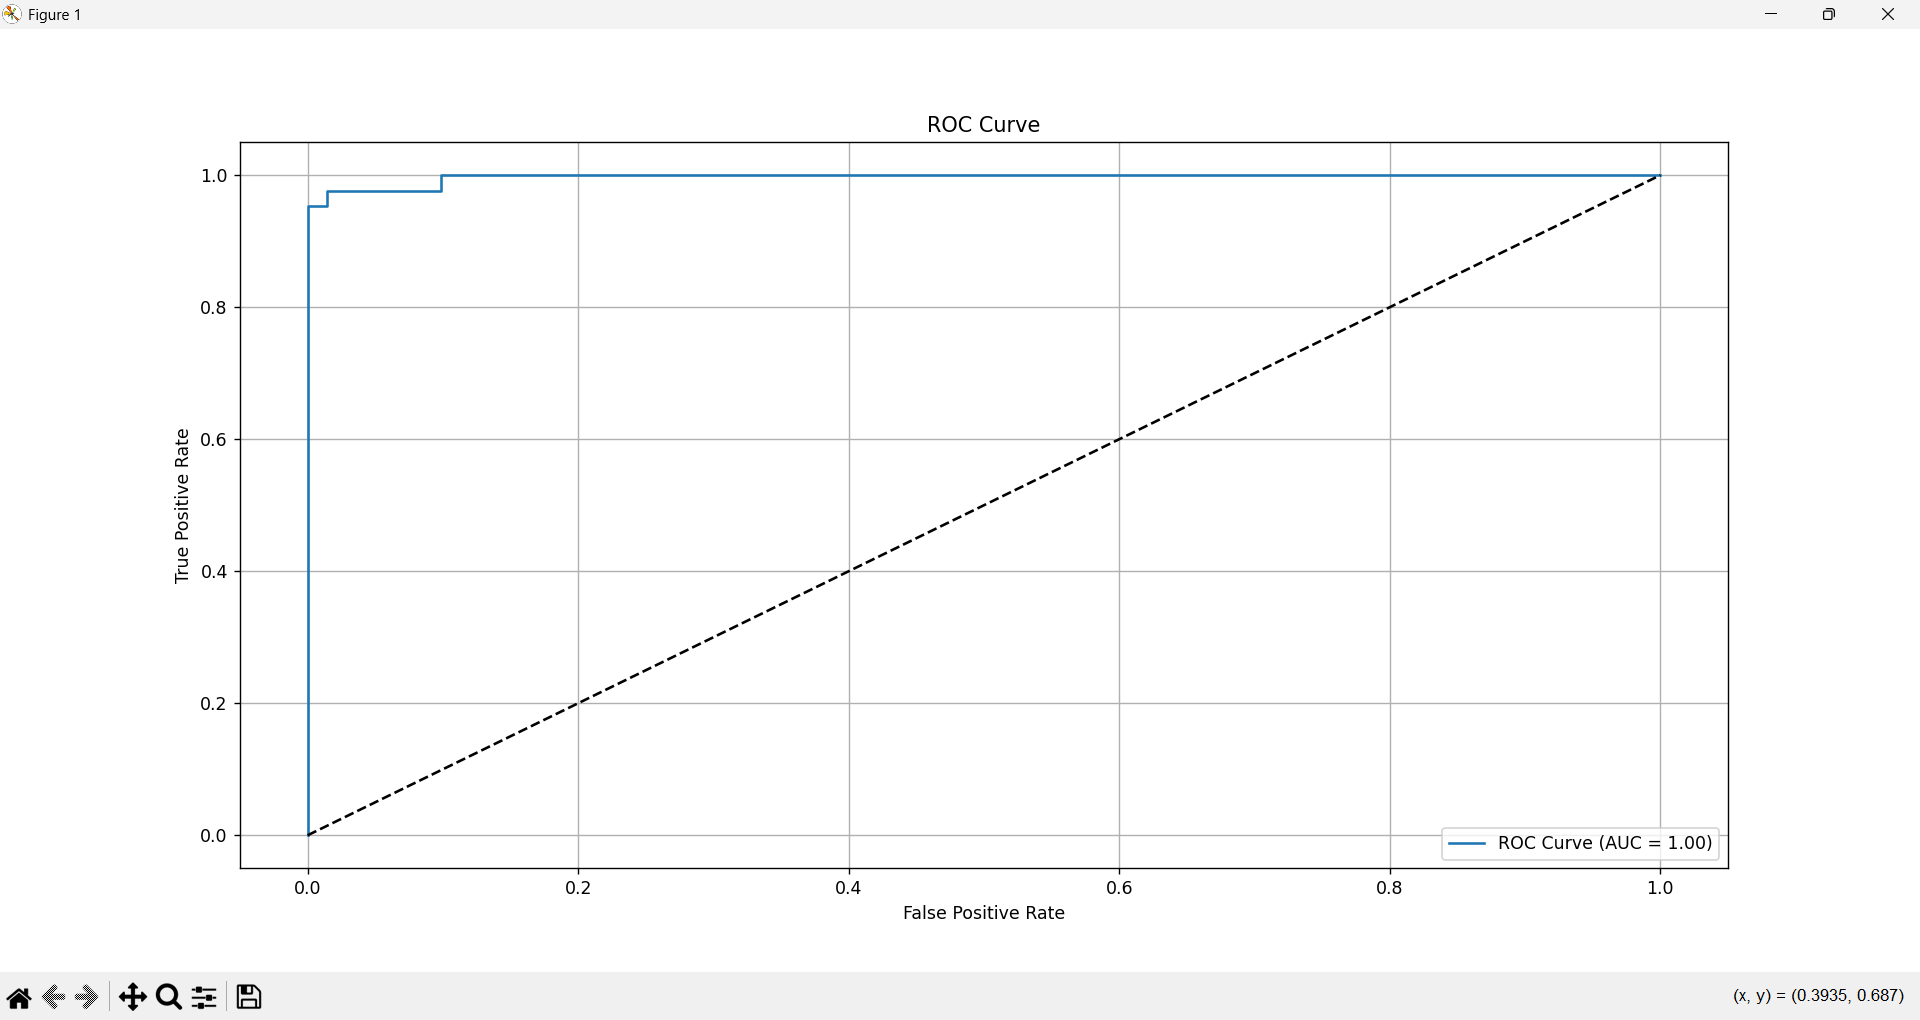 Figure 1
ROC Curve
1.0
0.8
0.6
0.4
0.2
0.0
True Positive Rate
ROC Curve (AUC = 1.00)
0.0 0.2 0.4 0.6 0.8 1.0
False Positive Rate
(x, y) = (0.3935, 0.687)